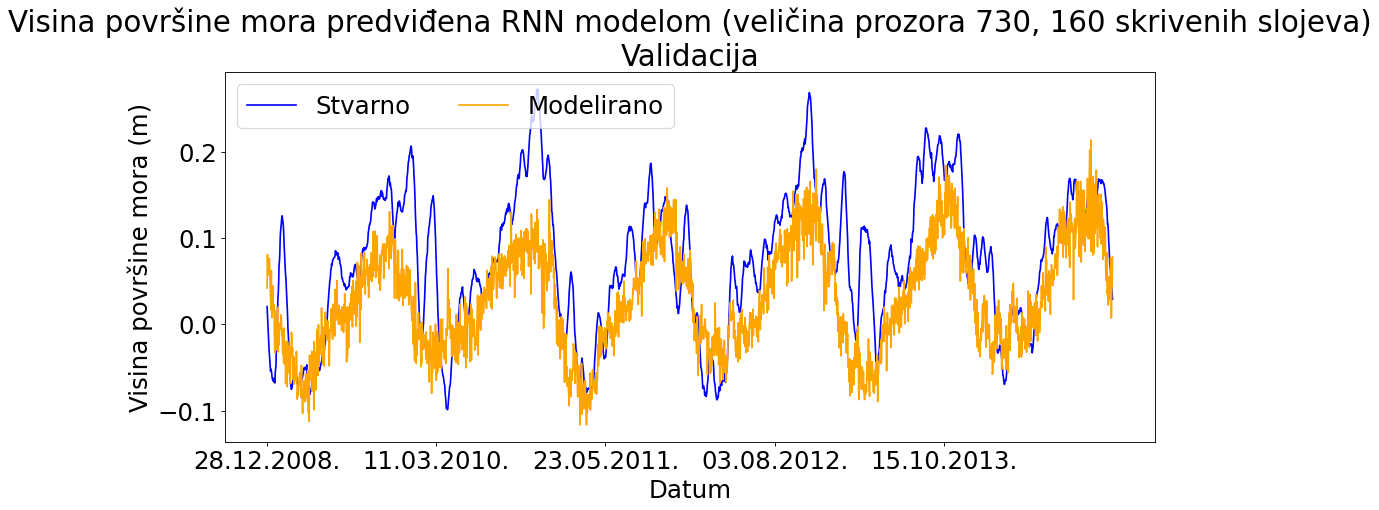 Visina površine mora predviđena RNN modelom (veličina prozora 730, 160 skrivenih slojeva)
Validacija
Stvarno
Modelirano
Visina površine mora (m)
0.2
0.1
0.0
−0.1
28.12.2008.
11.03.2010.
23.05.2011.
03.08.2012.
15.10.2013.
Datum